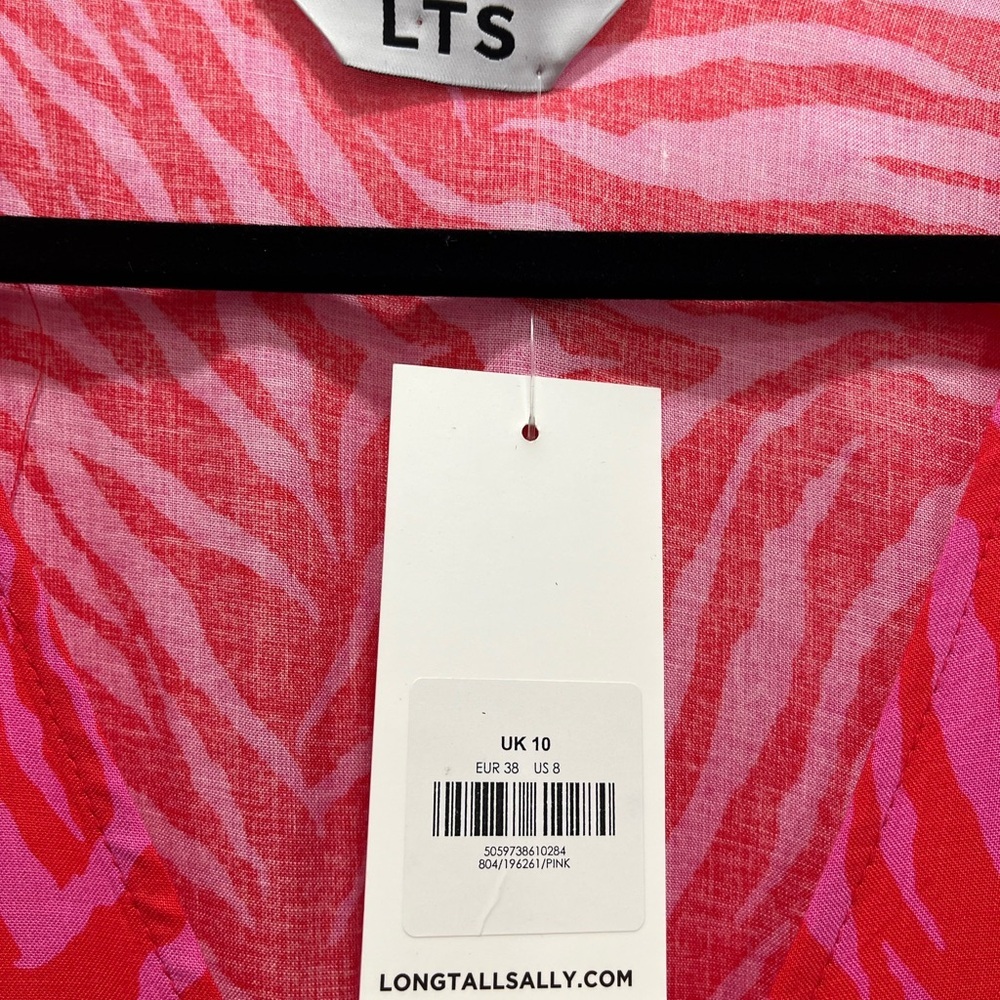 LTS
UK 10
EUR 38 US 8
5059738610284
804/196261/PINK
LONGTALLSALLY.COM